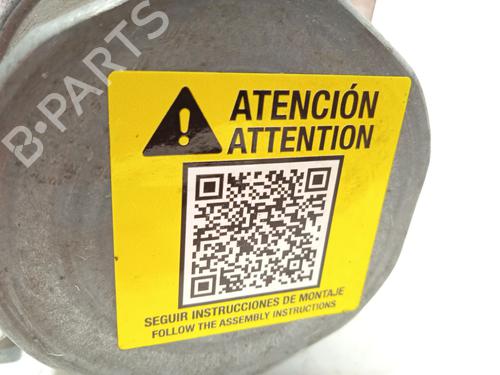 B-PARTS
ATENCIÓN
ATTENTION
SEGUIR INSTRUCCIONES DE MONTAJE
FOLLOW THE ASSEMBLY INSTRUCTIONS